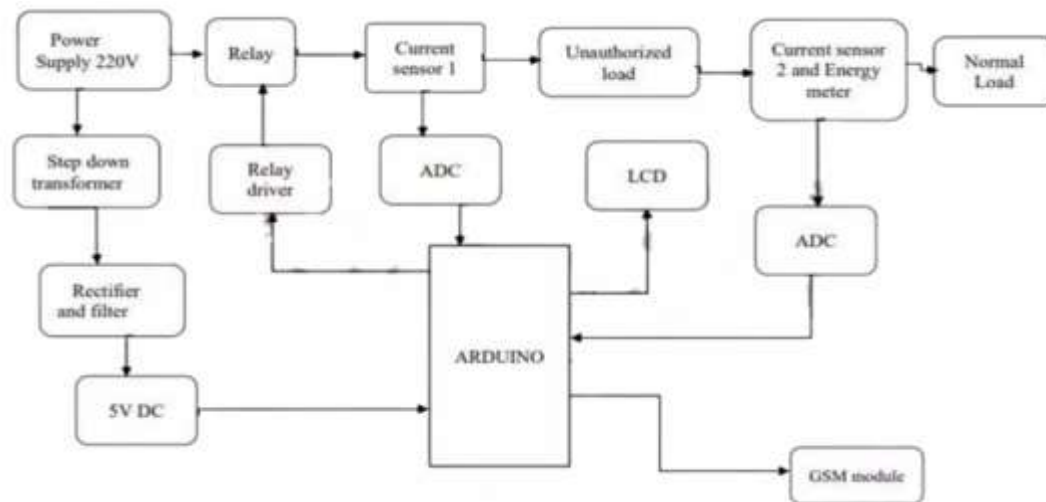 Power
Supply 220V
Relay
Current
sensor 1
Unauthorized
load
Current sensor
2 and Energy
meter
Normal
Load
Step down
transformer
Relay
driver
ADC
LCD
ADC
Rectifier
and filter
ARDUINO
5V DC
GSM module